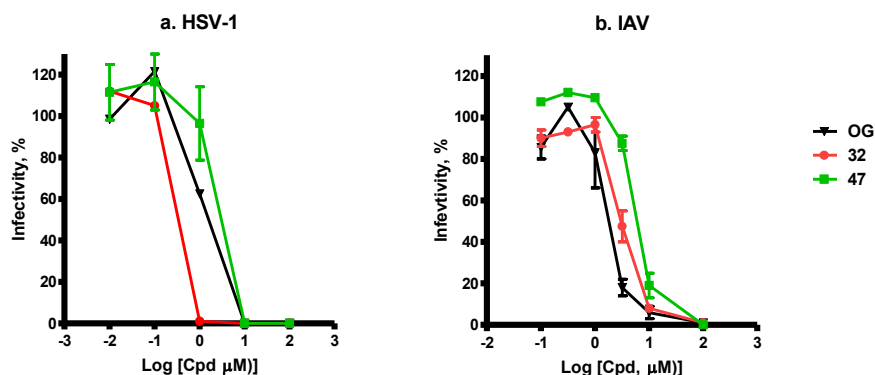 a. HSV-1
Infectivity, %
120
100
80
60
40
20
0
-3 -2 -1 0 1 2 3
Log [Cpd µM)]
b. IAV
Infevtivity, %
120
100
80
60
40
20
0
-2 -1 0 1 2 3
Log [Cpd, µM)]
OG
32
47